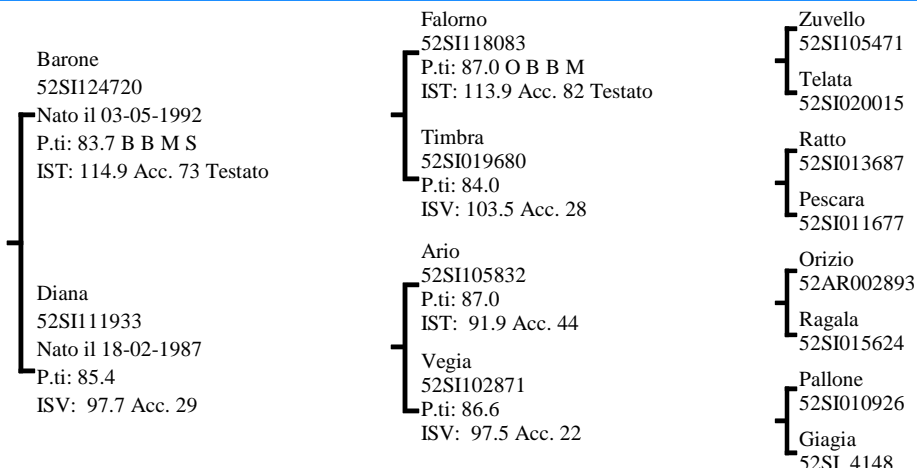 Barone
52SI124720
Nato il 03-05-1992
P.ti: 83.7 B B M S
IST: 114.9 Acc. 73 Testato
Diana
52SI111933
Nato il 18-02-1987
P.ti: 85.4
ISV: 97.7 Acc. 29
Falorno
52SI118083
P.ti: 87.0 O B B M
IST: 113.9 Acc. 82 Testato
Timbra
52SI019680
P.ti: 84.0
ISV: 103.5 Acc. 28
Ario
52SI105832
P.ti: 87.0
IST: 91.9 Acc. 44
Vegia
52SI102871
P.ti: 86.6
ISV: 97.5 Acc. 22
Zuvello
52SI105471
Telata
52SI020015
Ratto
52SI013687
Pescara
52SI011677
Orizio
52AR002893
Ragala
52SI015624
Pallone
52SI010926
Giagia
52SI 4148